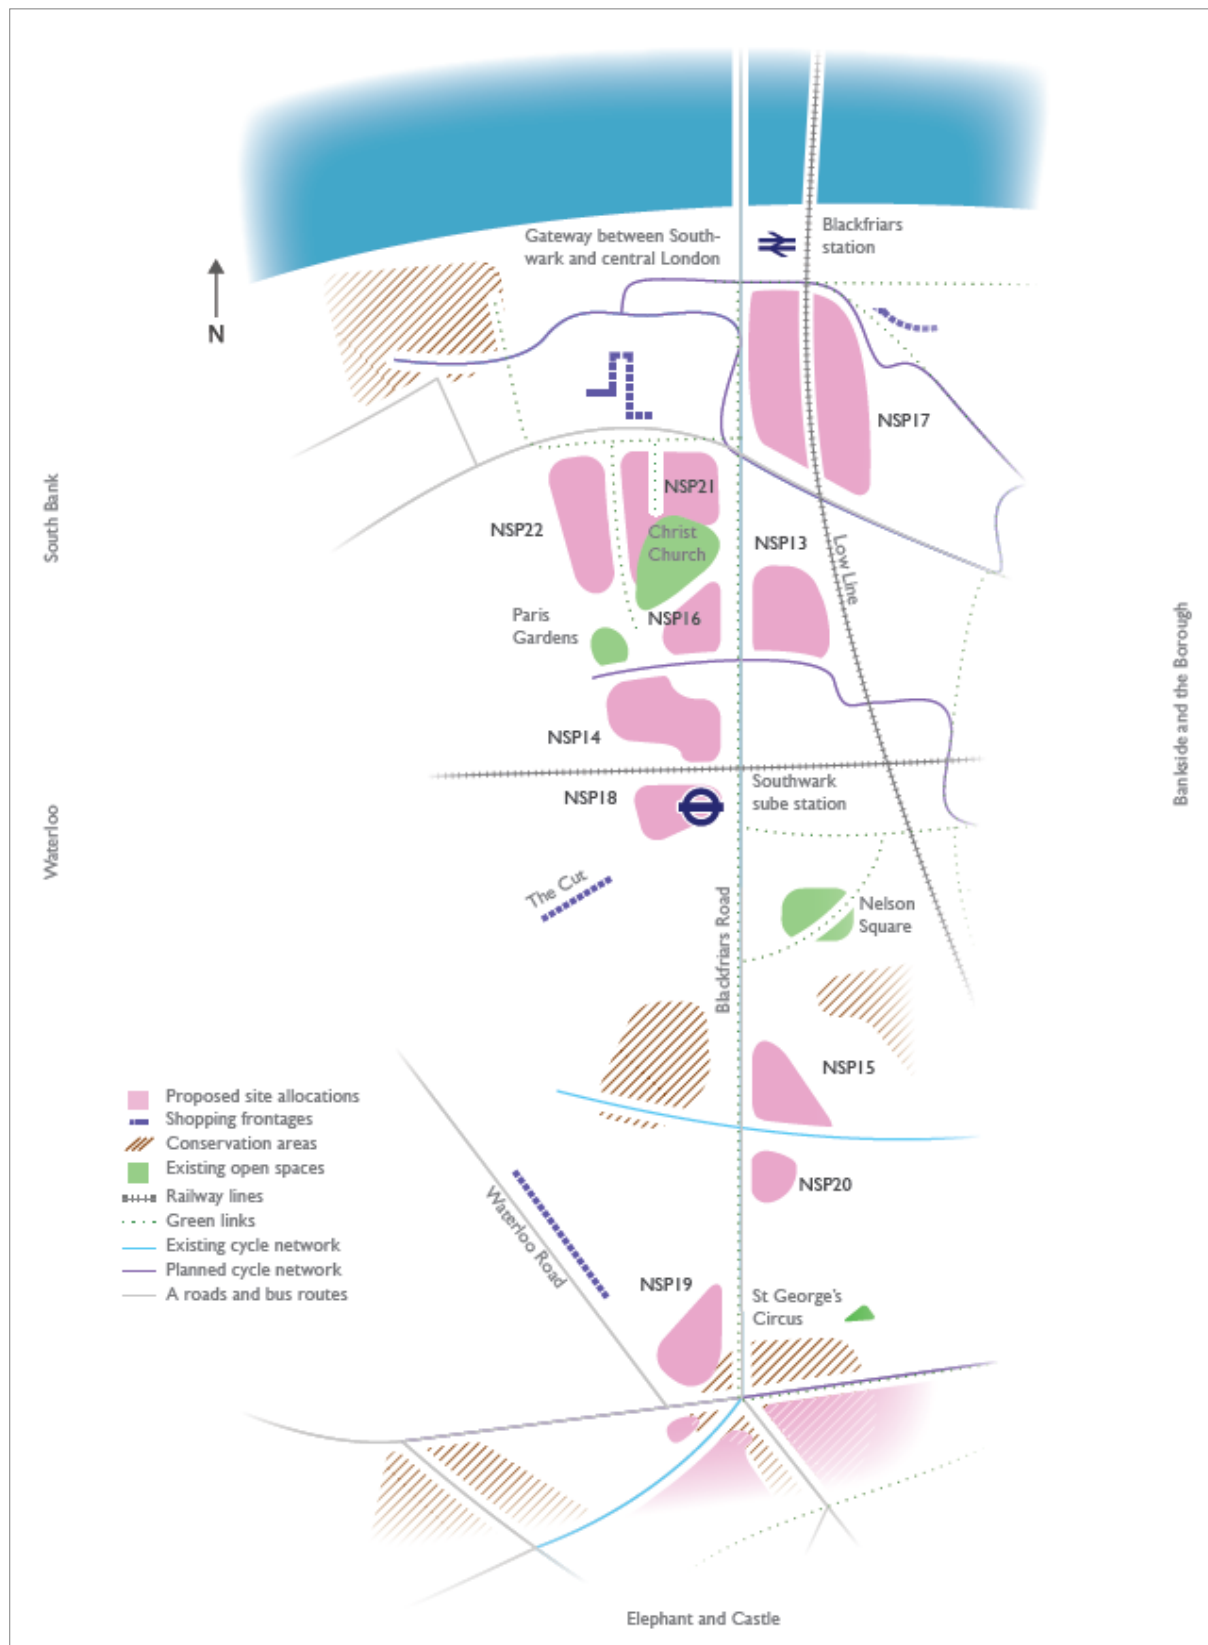 Gateway between South-
wark and central London
Blackfriars
station
N
NSP17
South Bank
NSP21
NSP22
Christ
Church
NSP13
Low Line
Paris
Gardens
NSP16
Bankside and the Borough
NSP14
Southwark
sube station
NSP18
Waterloo
The Cut
Blackfriars Road
Nelson
Square
NSP15
Proposed site allocations
Shopping frontages
Conservation areas
Existing open spaces
Railway lines
Green links
Existing cycle network
Planned cycle network
A roads and bus routes
NSP20
Waterloo Road
NSP19
St George's
Circus
Elephant and Castle